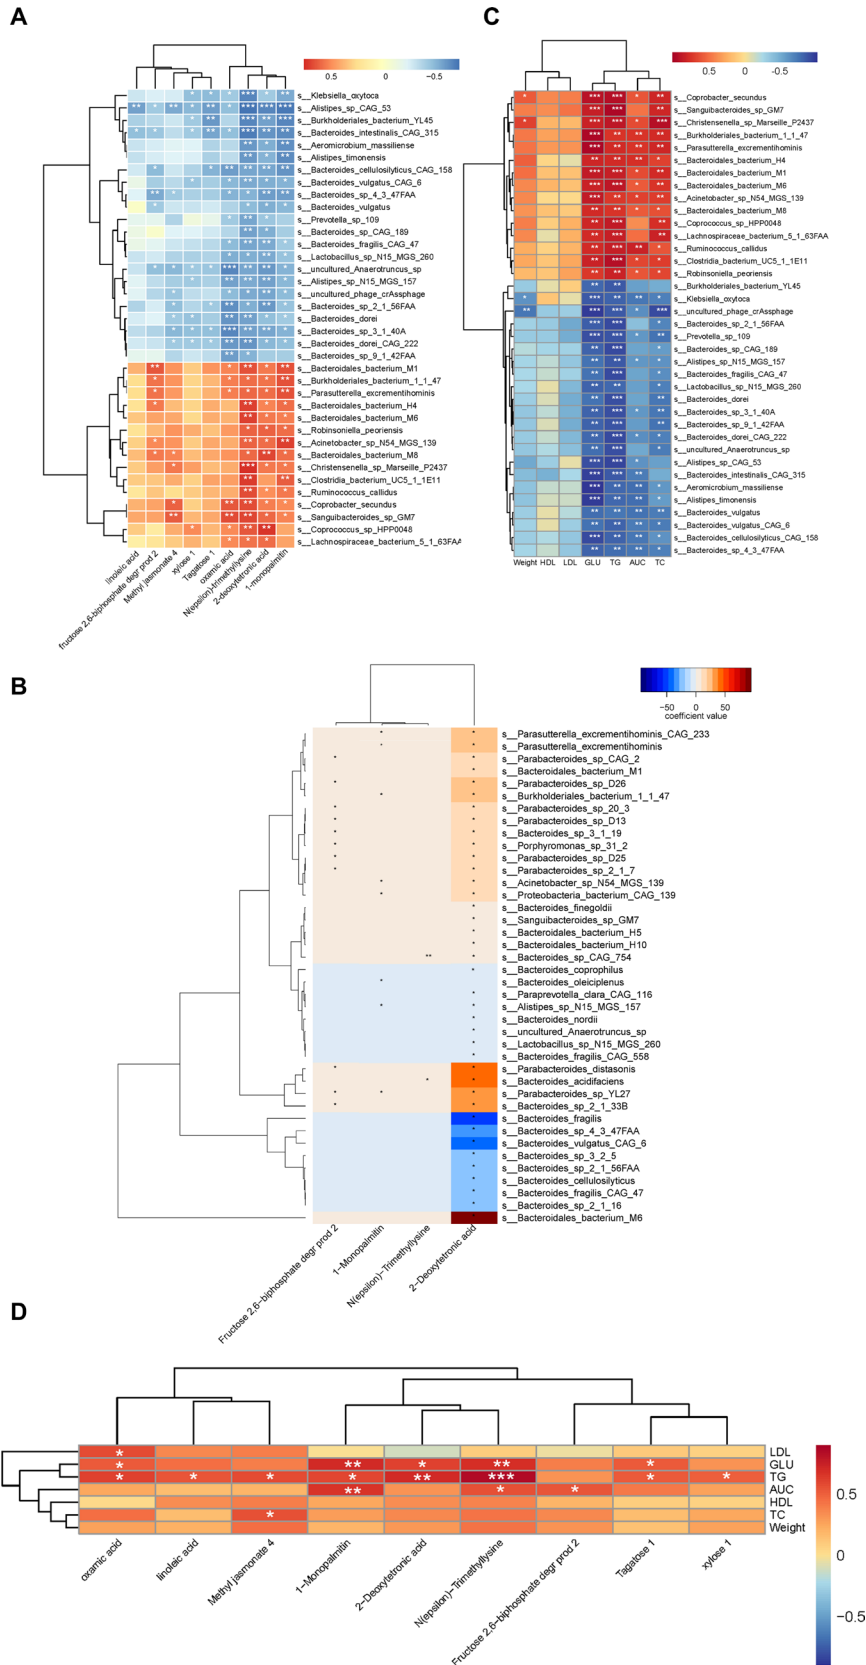 A
0.5 0 -0.5
s__Klebsiella_oxytoca
s__Alistipes_sp_CAG_53
s__Burkholderiales_bacterium_YL45
s__Bacteroides_intestinalis_CAG_315
s__Aeromicrobium_massiliense
s__Alistipes_timonensis
s__Bacteroides_cellulosilyticus_CAG_158
s__Bacteroides_vulgatus_CAG_6
s__Bacteroides_sp_4_3_47FAA
s__Bacteroides_vulgatus
s__Prevotella_sp_109
s__Bacteroides_sp_CAG_189
s__Bacteroides_fragilis_CAG_47
s__Lactobacillus_sp_N15_MGS_260
s__uncultured_Anaerotruncus_sp
s__Alistipes_sp_N15_MGS_157
s__uncultured_phage_crAssphage
s__Bacteroides_sp_2_1_56FAA
s__Bacteroides_dorei
s__Bacteroides_sp_3_1_40A
s__Bacteroides_dorei_CAG_222
s__Bacteroides_sp_9_1_42FAA
s__Bacteroidales_bacterium_M1
s__Burkholderiales_bacterium_1_1_47
s__Parasutterella_excrementihominis
s__Bacteroidales_bacterium_H4
s__Bacteroidales_bacterium_M6
s__Robinsoniella_peoriensis
s__Acinetobacter_sp_N54_MGS_139
s__Bacteroidales_bacterium_M8
s__Christensenella_sp_Marseille_P2437
s__Clostridia_bacterium_UC5_1_1E11
s__Ruminococcus_callidus
s__Coprobacter_secundus
s__Sanguibacteroides_sp_GM7
s__Coprococcus_sp_HPP0048
s__Lachnospiraceae_bacterium_5_1_63FAA
linoleic acid
fructose 2,6-biphosphate degr prod 2
Methyl jasmonate 4
xylose 1
Tagatose 1
oxamic acid
N(epsilon)-trimethyllysine
2-deoxytetronic acid
1-monopalmitin
C
0.5 0 -0.5
s__Coprobacter_secundus
s__Sanguibacteroides_sp_GM7
s__Christensenella_sp_Marseille_P2437
s__Burkholderiales_bacterium_1_1_47
s__Parasutterella_excrementihominis
s__Bacteroidales_bacterium_H4
s__Bacteroidales_bacterium_M1
s__Bacteroidales_bacterium_M6
s__Acinetobacter_sp_N54_MGS_139
s__Bacteroidales_bacterium_M8
s__Coprococcus_sp_HPP0048
s__Lachnospiraceae_bacterium_5_1_63FAA
s__Ruminococcus_callidus
s__Clostridia_bacterium_UC5_1_1E11
s__Robinsoniella_peoriensis
s__Burkholderiales_bacterium_YL45
s__Klebsiella_oxytoca
s__uncultured_phage_crAssphage
s__Bacteroides_sp_2_1_56FAA
s__Prevotella_sp_109
s__Bacteroides_sp_CAG_189
s__Alistipes_sp_N15_MGS_157
s__Bacteroides_fragilis_CAG_47
s__Lactobacillus_sp_N15_MGS_260
s__Bacteroides_dorei
s__Bacteroides_sp_3_1_40A
s__Bacteroides_sp_9_1_42FAA
s__Bacteroides_dorei_CAG_222
s__uncultured_Anaerotruncus_sp
s__Alistipes_sp_CAG_53
s__Bacteroides_intestinalis_CAG_315
s__Aeromicrobium_massiliense
s__Alistipes_timonensis
s__Bacteroides_vulgatus
s__Bacteroides_vulgatus_CAG_6
s__Bacteroides_cellulosilyticus_CAG_158
s__Bacteroides_sp_4_3_47FAA
Weight HDL LDL GLU TG AUC TC
B
−50 0 50
coefficient value
s__Parasutterella_excrementihominis_CAG_233
s__Parasutterella_excrementihominis
s__Parabacteroides_sp_CAG_2
s__Bacteroidales_bacterium_M1
s__Parabacteroides_sp_D26
s__Burkholderiales_bacterium_1_1_47
s__Parabacteroides_sp_20_3
s__Parabacteroides_sp_D13
s__Bacteroides_sp_3_1_19
s__Porphyromonas_sp_31_2
s__Parabacteroides_sp_D25
s__Parabacteroides_sp_2_1_7
s__Acinetobacter_sp_N54_MGS_139
s__Proteobacteria_bacterium_CAG_139
s__Bacteroides_finegoldii
s__Sanguibacteroides_sp_GM7
s__Bacteroidales_bacterium_H5
s__Bacteroidales_bacterium_H10
s__Bacteroides_sp_CAG_754
s__Bacteroides_coprophilus
s__Bacteroides_oleiciplenus
s__Paraprevotella_clara_CAG_116
s__Alistipes_sp_N15_MGS_157
s__Bacteroides_nordii
s__uncultured_Anaerotruncus_sp
s__Lactobacillus_sp_N15_MGS_260
s__Bacteroides_fragilis_CAG_558
s__Parabacteroides_distasonis
s__Bacteroides_acidifaciens
s__Parabacteroides_sp_YL27
s__Bacteroides_sp_2_1_33B
s__Bacteroides_fragilis
s__Bacteroides_sp_4_3_47FAA
s__Bacteroides_vulgatus_CAG_6
s__Bacteroides_sp_3_2_5
s__Bacteroides_sp_2_1_56FAA
s__Bacteroides_cellulosilyticus
s__Bacteroides_fragilis_CAG_47
s__Bacteroides_sp_2_1_16
s__Bacteroidales_bacterium_M6
Fructose 2,6−biphosphate degr prod 2
1−Monopalmitin
N(epsilon)−Trimethyllysine
2−Deoxytetronic acid
D
LDL
GLU
TG
AUC
HDL
TC
Weight
oxamic acid
linoleic acid
Methyl jasmonate 4
1−Monopalmitin
2−Deoxytetronic acid
N(epsilon)−Trimethyllysine
Fructose 2,6−biphosphate degr prod 2
Tagatose 1
xylose 1
0.5
0
−0.5